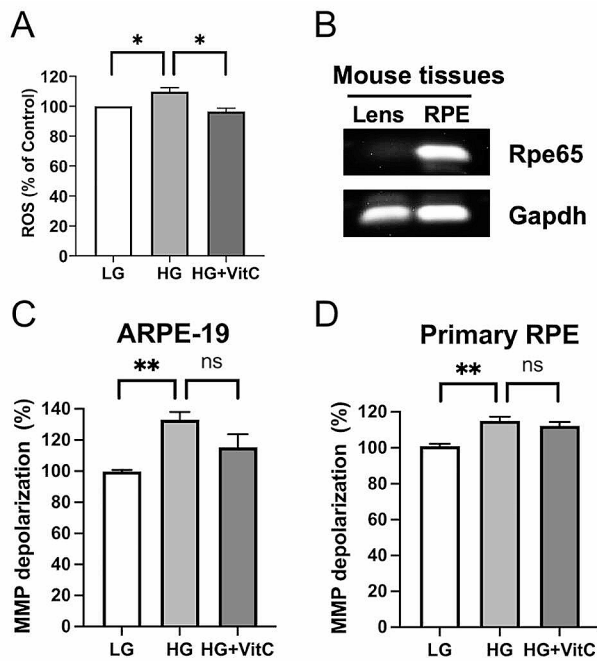 A
*
*
ROS (% of Control)
120
100
80
60
40
20
0
LG HG HG+VitC
B
Mouse tissues
Lens RPE
Rpe65
Gapdh
C
ARPE-19
**
ns
MMP depolarization (%)
140
120
100
80
60
40
20
0
LG HG HG+VitC
D
Primary RPE
**
ns
MMP depolarization (%)
120
100
80
60
40
20
0
LG HG HG+VitC